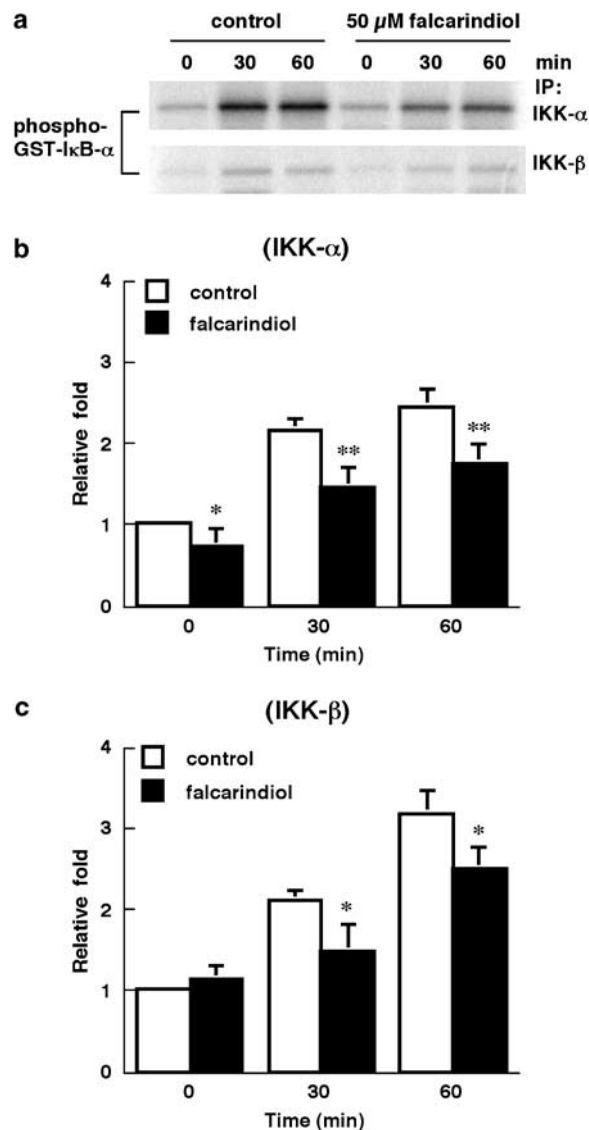 a
control 50 µM falcarindiol
0 30 60 0 30 60 min
IP:
phospho-
GST-IκB-α
IKK-α
IKK-β
b
(IKK-α)
4
3
2
1
0
Relative fold
control
falcarindiol
*
**
**
0 30 60
Time (min)
c
(IKK-β)
4
3
2
1
0
Relative fold
control
falcarindiol
*
*
0 30 60
Time (min)